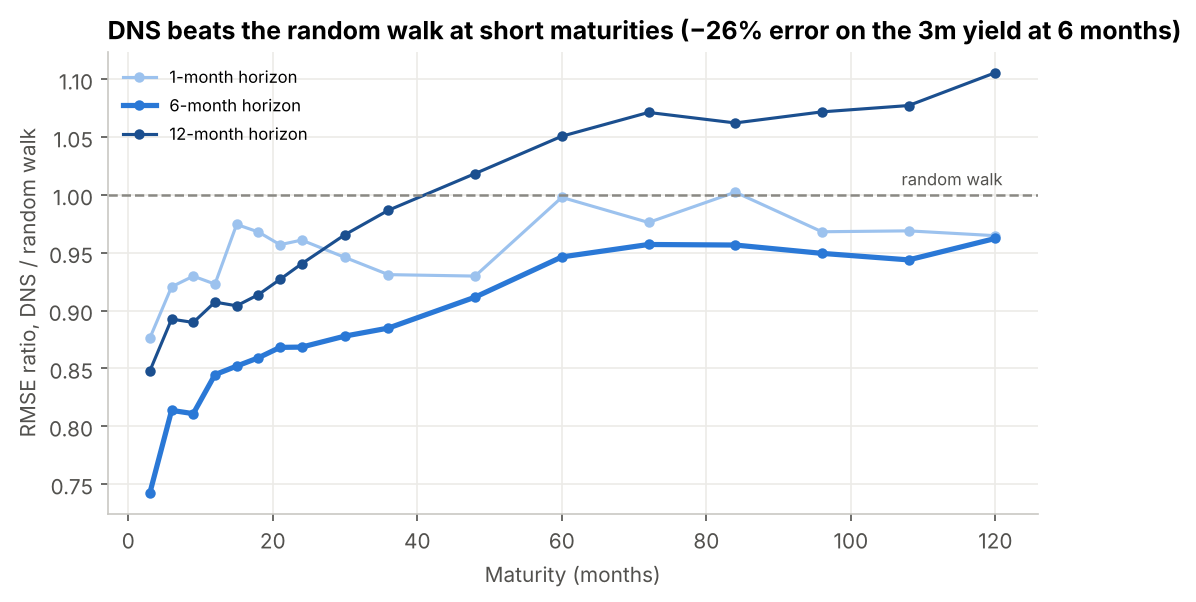 DNS beats the random walk at short maturities (−26% error on the 3m yield at 6 months)
1-month horizon
6-month horizon
12-month horizon
random walk
RMSE ratio, DNS / random walk
1.10
1.05
1.00
0.95
0.90
0.85
0.80
0.75
0 20 40 60 80 100 120
Maturity (months)